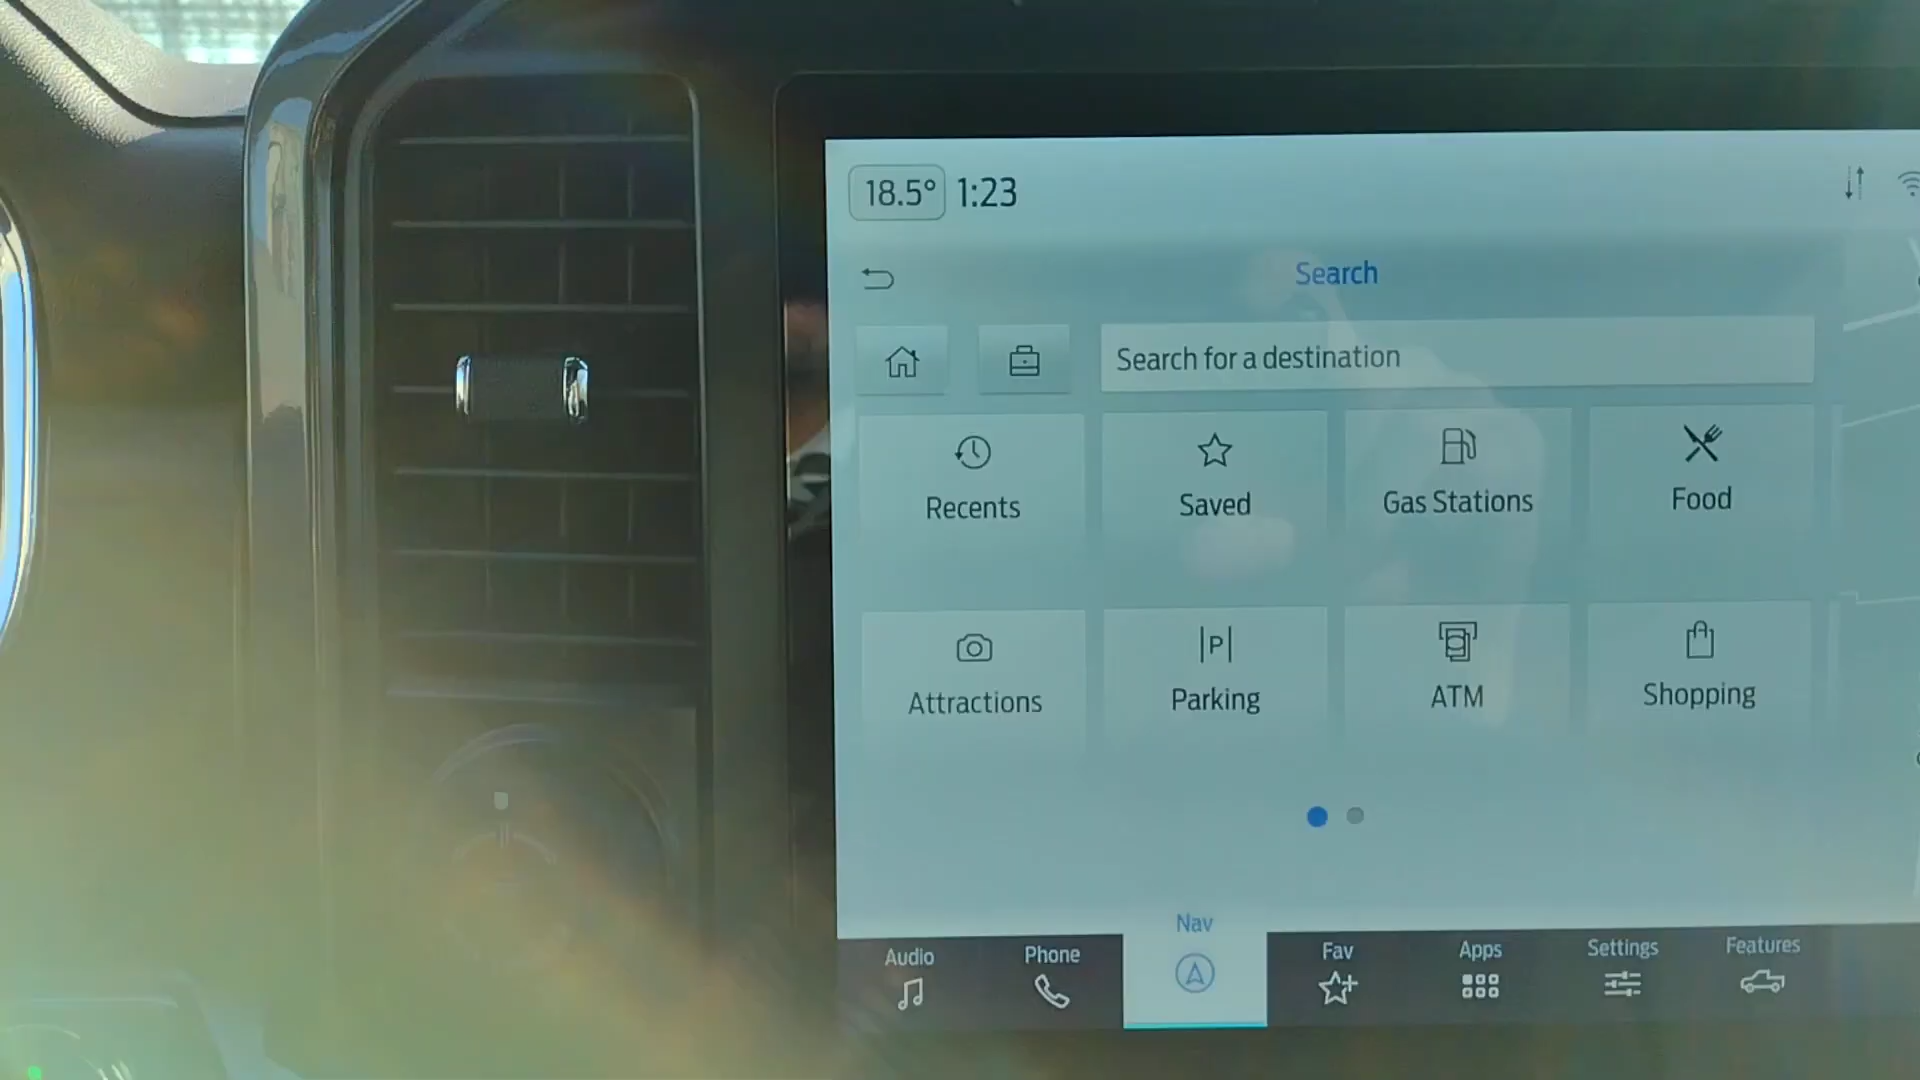 18.5° 1:23
Search
Search for a destination
Recents
Saved
Gas Stations
Food
Attractions
P
Parking
ATM
Shopping
Nav
Audio
Phone
Fav
Apps
Settings
Features